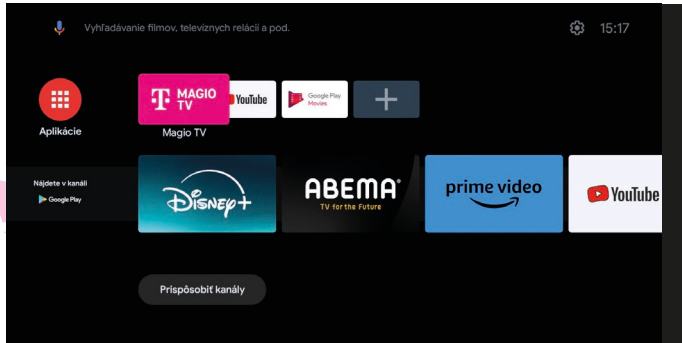 Vyhľadávanie filmov, televíznych relácií a pod.
15:17
MAGIO
TV
YouTube
Google Play
Movies
Aplikácie
Magio TV
Nájdete v kanáli
Google Play
Disney+
ABEMA
TV for the Future
prime video
YouTube
Prispôsobiť kanály